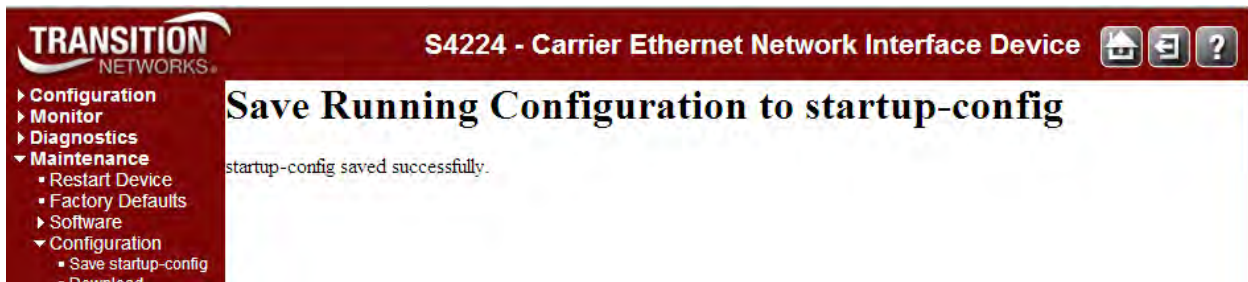 TRANSITION
NETWORKS.
S4224 - Carrier Ethernet Network Interface Device
?
Configuration
Monitor
Diagnostics
Maintenance
Restart Device
Factory Defaults
Software
Configuration
Save startup-config
Download
Save Running Configuration to startup-config
startup-config saved successfully.